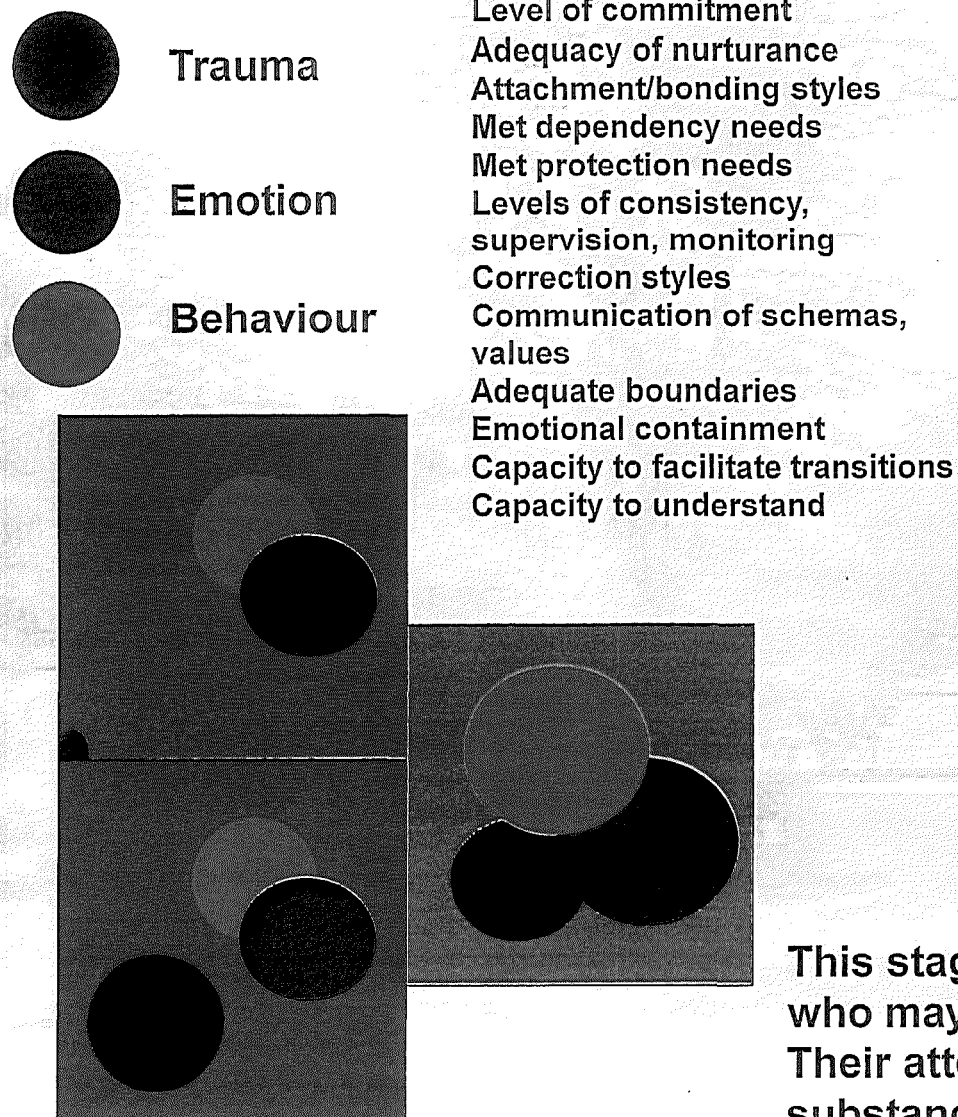 Trauma
Emotion
Behaviour
Level of commitment
Adequacy of nurturance
Attachment/bonding styles
Met dependency needs
Met protection needs
Levels of consistency,
supervision, monitoring
Correction styles
Communication of schemas,
values
Adequate boundaries
Emotional containment
Capacity to facilitate transitions
Capacity to understand
This stag
who may
Their atte
substanc